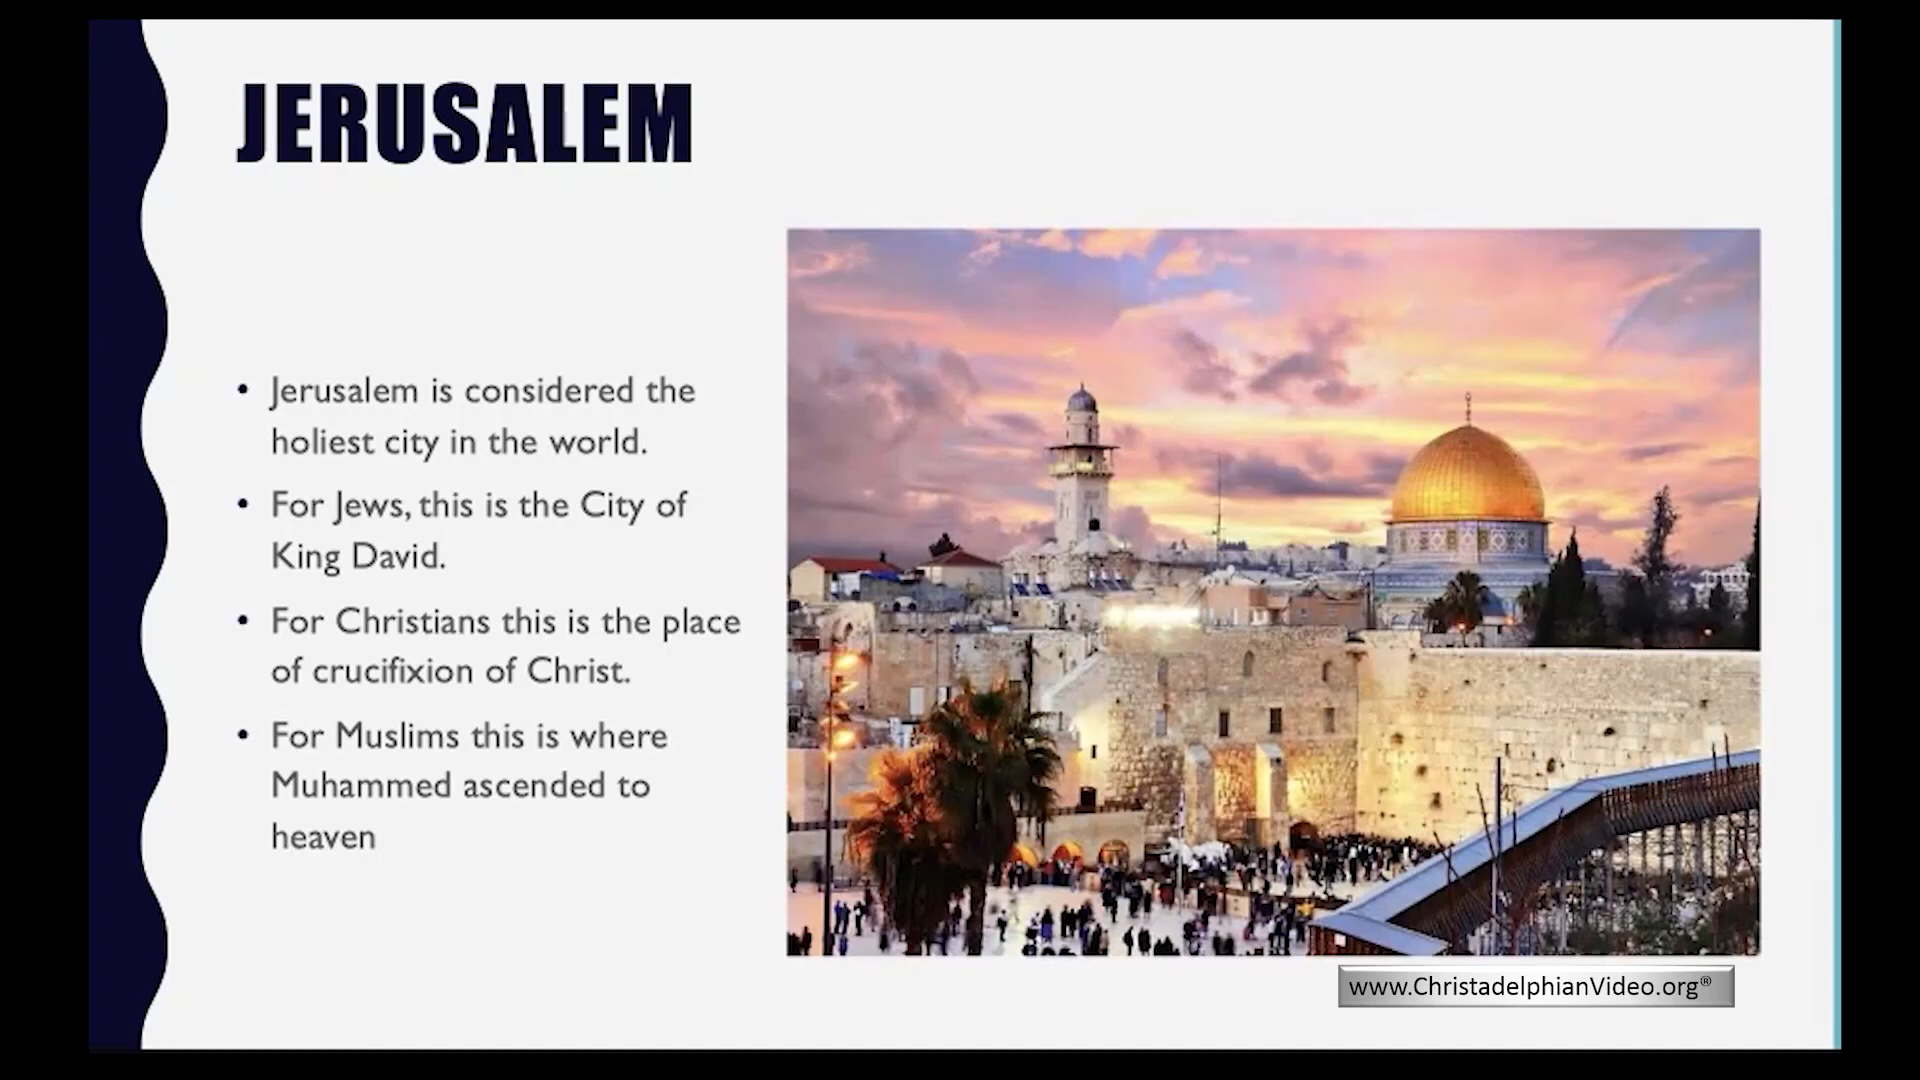 JERUSALEM
• Jerusalem is considered the
holiest city in the world.
• For Jews, this is the City of
King David.
• For Christians this is the place
of crucifixion of Christ.
• For Muslims this is where
Muhammed ascended to
heaven
www.ChristadelphianVideo.org®